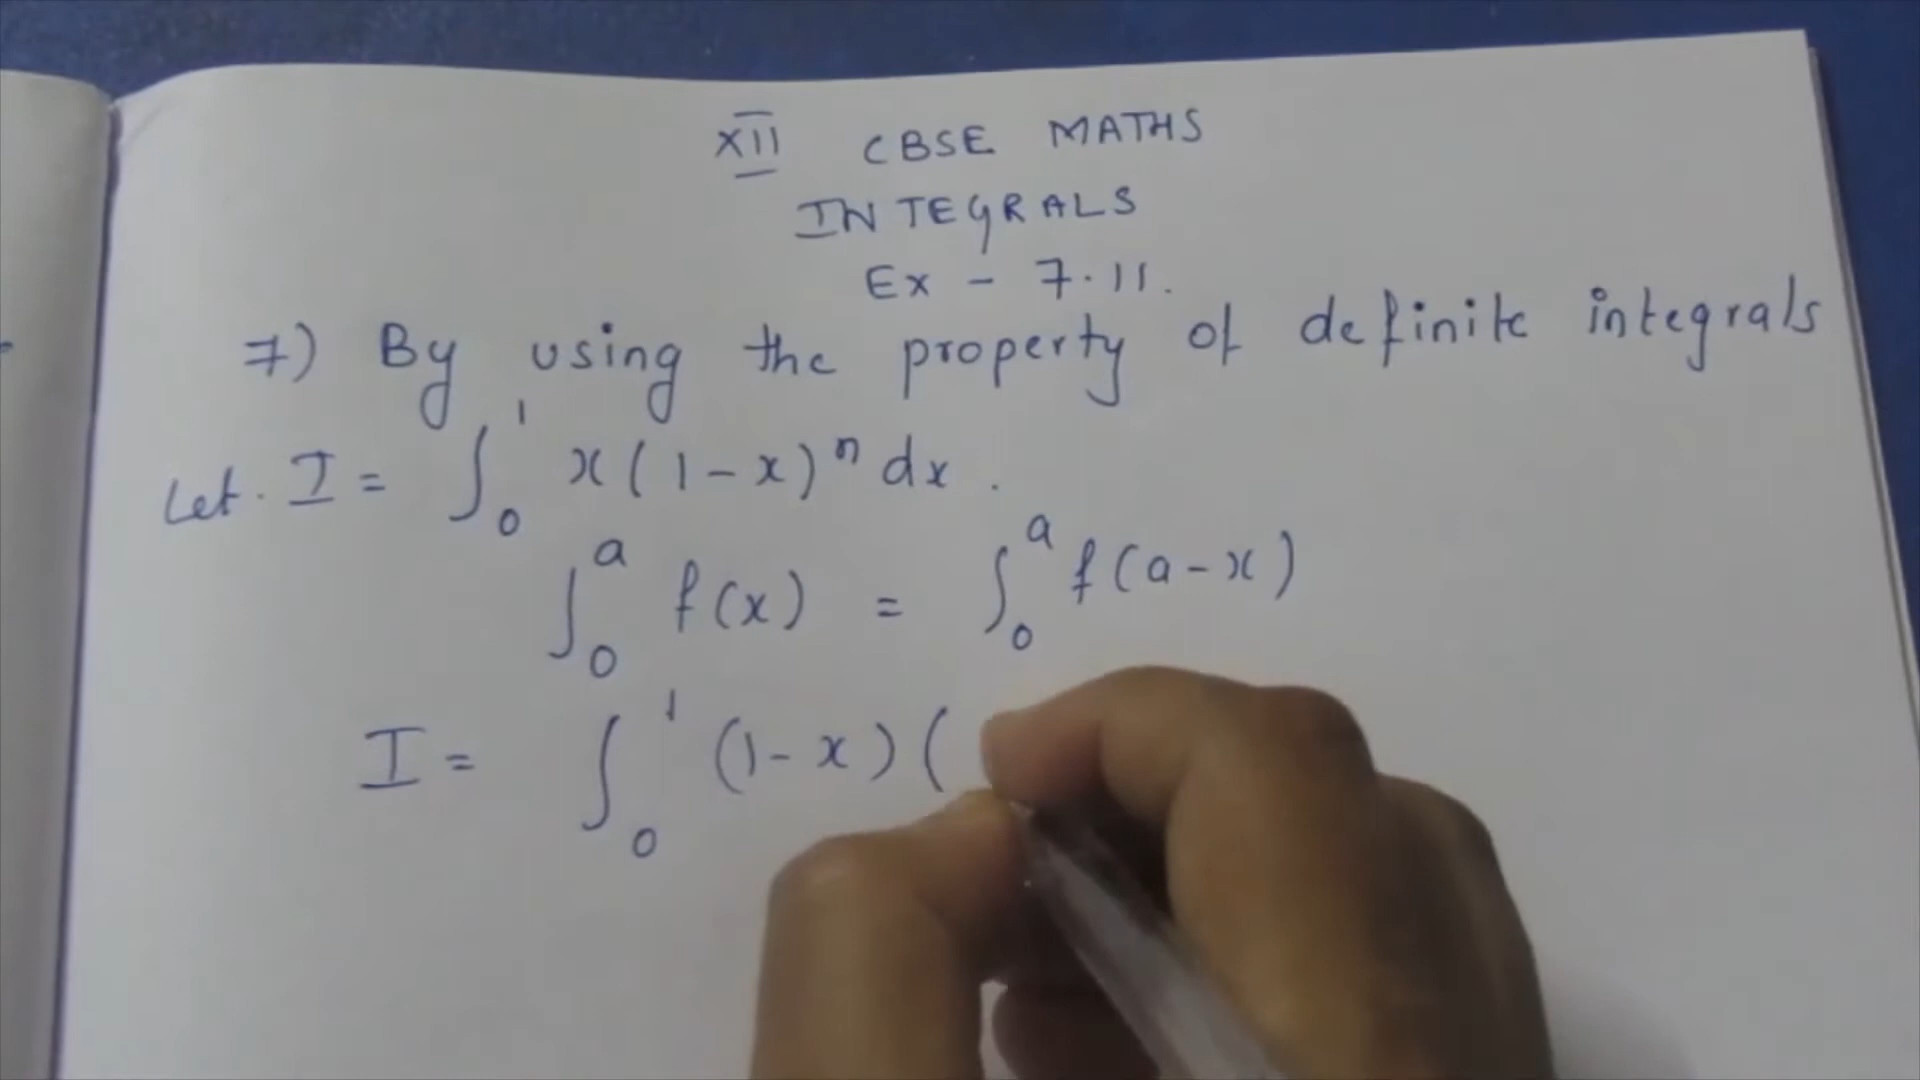 XII CBSE MATHS
INTEGRALS
Ex - 7.11.
7) By using the property of definite integrals
Let. I = ∫₀¹ x(1-x)ⁿ dx.
∫₀ᵃ f(x) = ∫₀ᵃ f(a-x)
I = ∫₀¹ (1-x)(